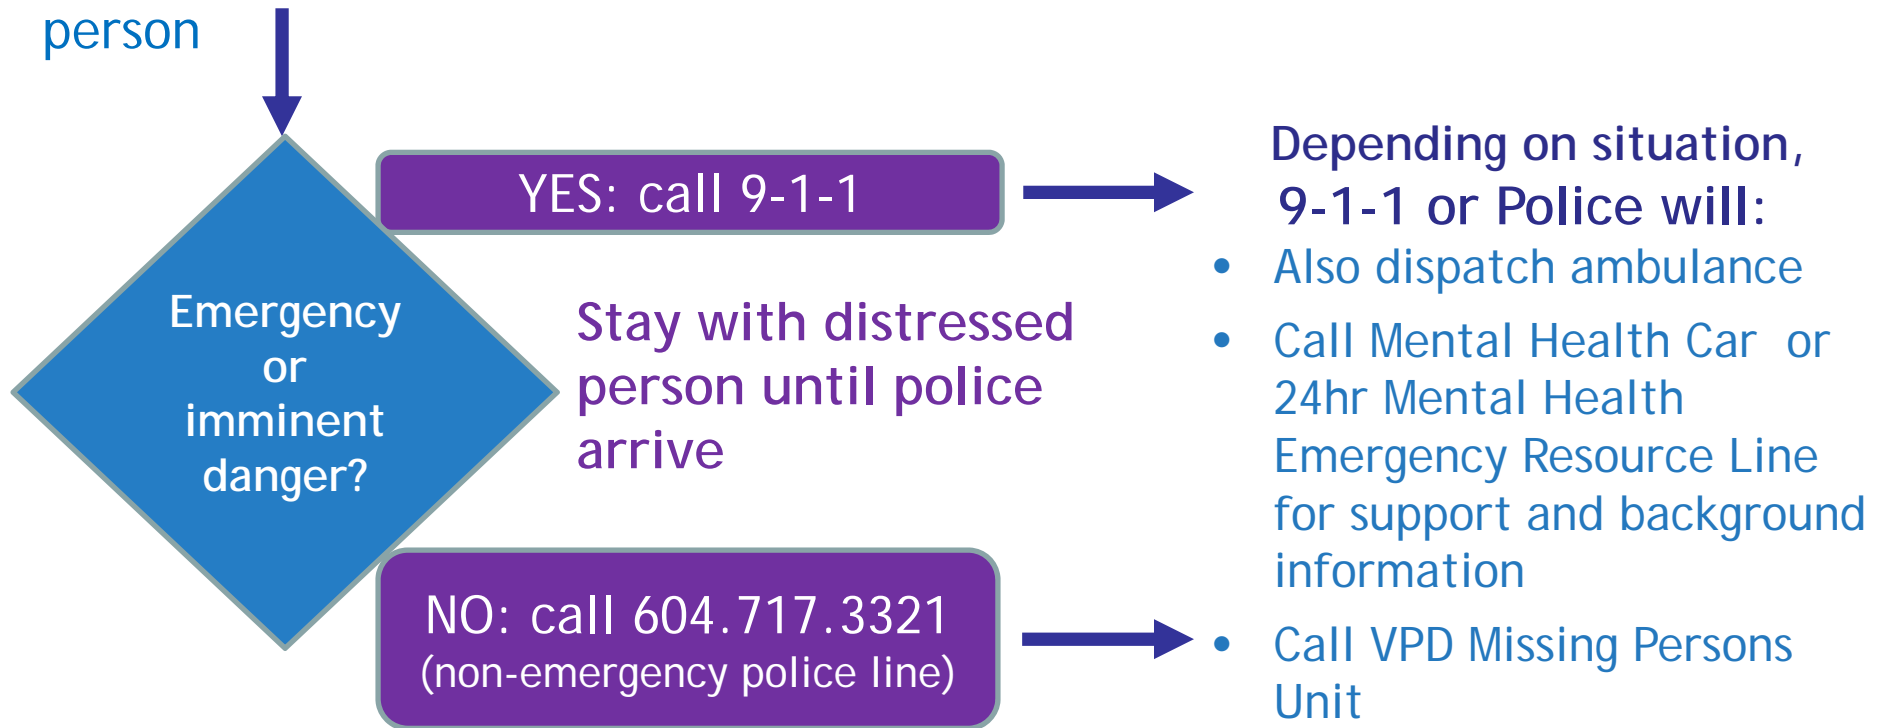 person
Emergency
or
imminent
danger?
YES: call 9-1-1
Stay with distressed
person until police
arrive
NO: call 604.717.3321
(non-emergency police line)
Depending on situation,
9-1-1 or Police will:
• Also dispatch ambulance
• Call Mental Health Car or
24hr Mental Health
Emergency Resource Line
for support and background
information
• Call VPD Missing Persons
Unit